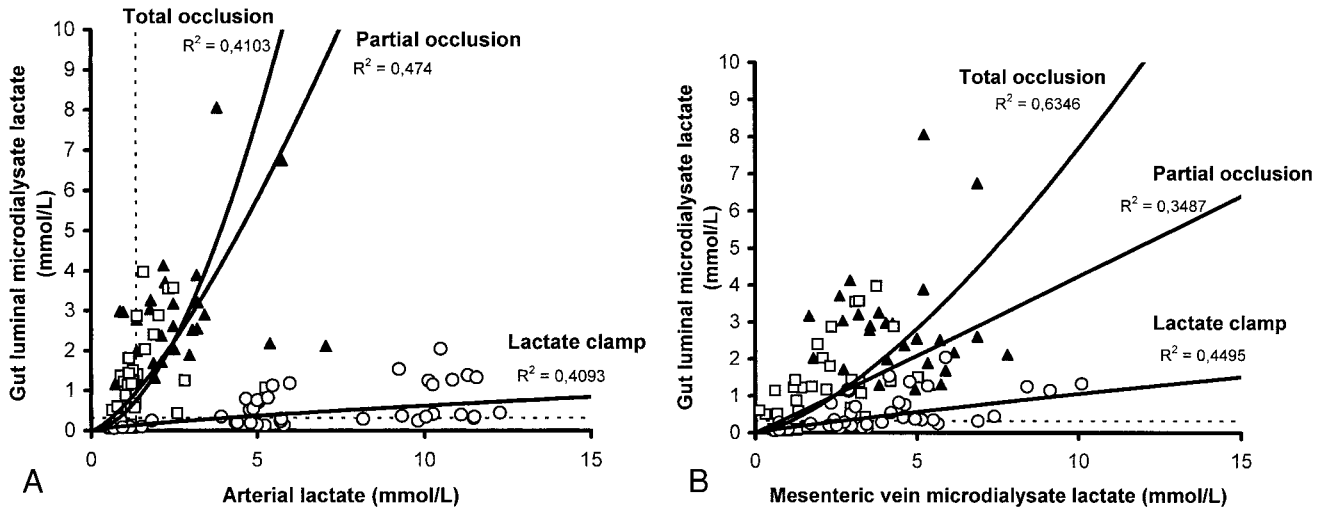 Total occlusion
R² = 0,4103
Partial occlusion
R² = 0,474
Lactate clamp
R² = 0,4093
Gut luminal microdialysate lactate
(mmol/L)
10
9
8
7
6
5
4
3
2
1
0
0
5
10
15
Arterial lactate (mmol/L)
A
Total occlusion
R² = 0,6346
Partial occlusion
R² = 0,3487
Lactate clamp
R² = 0,4495
Gut luminal microdialysate lactate
(mmol/L)
10
9
8
7
6
5
4
3
2
1
0
0
5
10
15
Mesenteric vein microdialysate lactate (mmol/L)
B